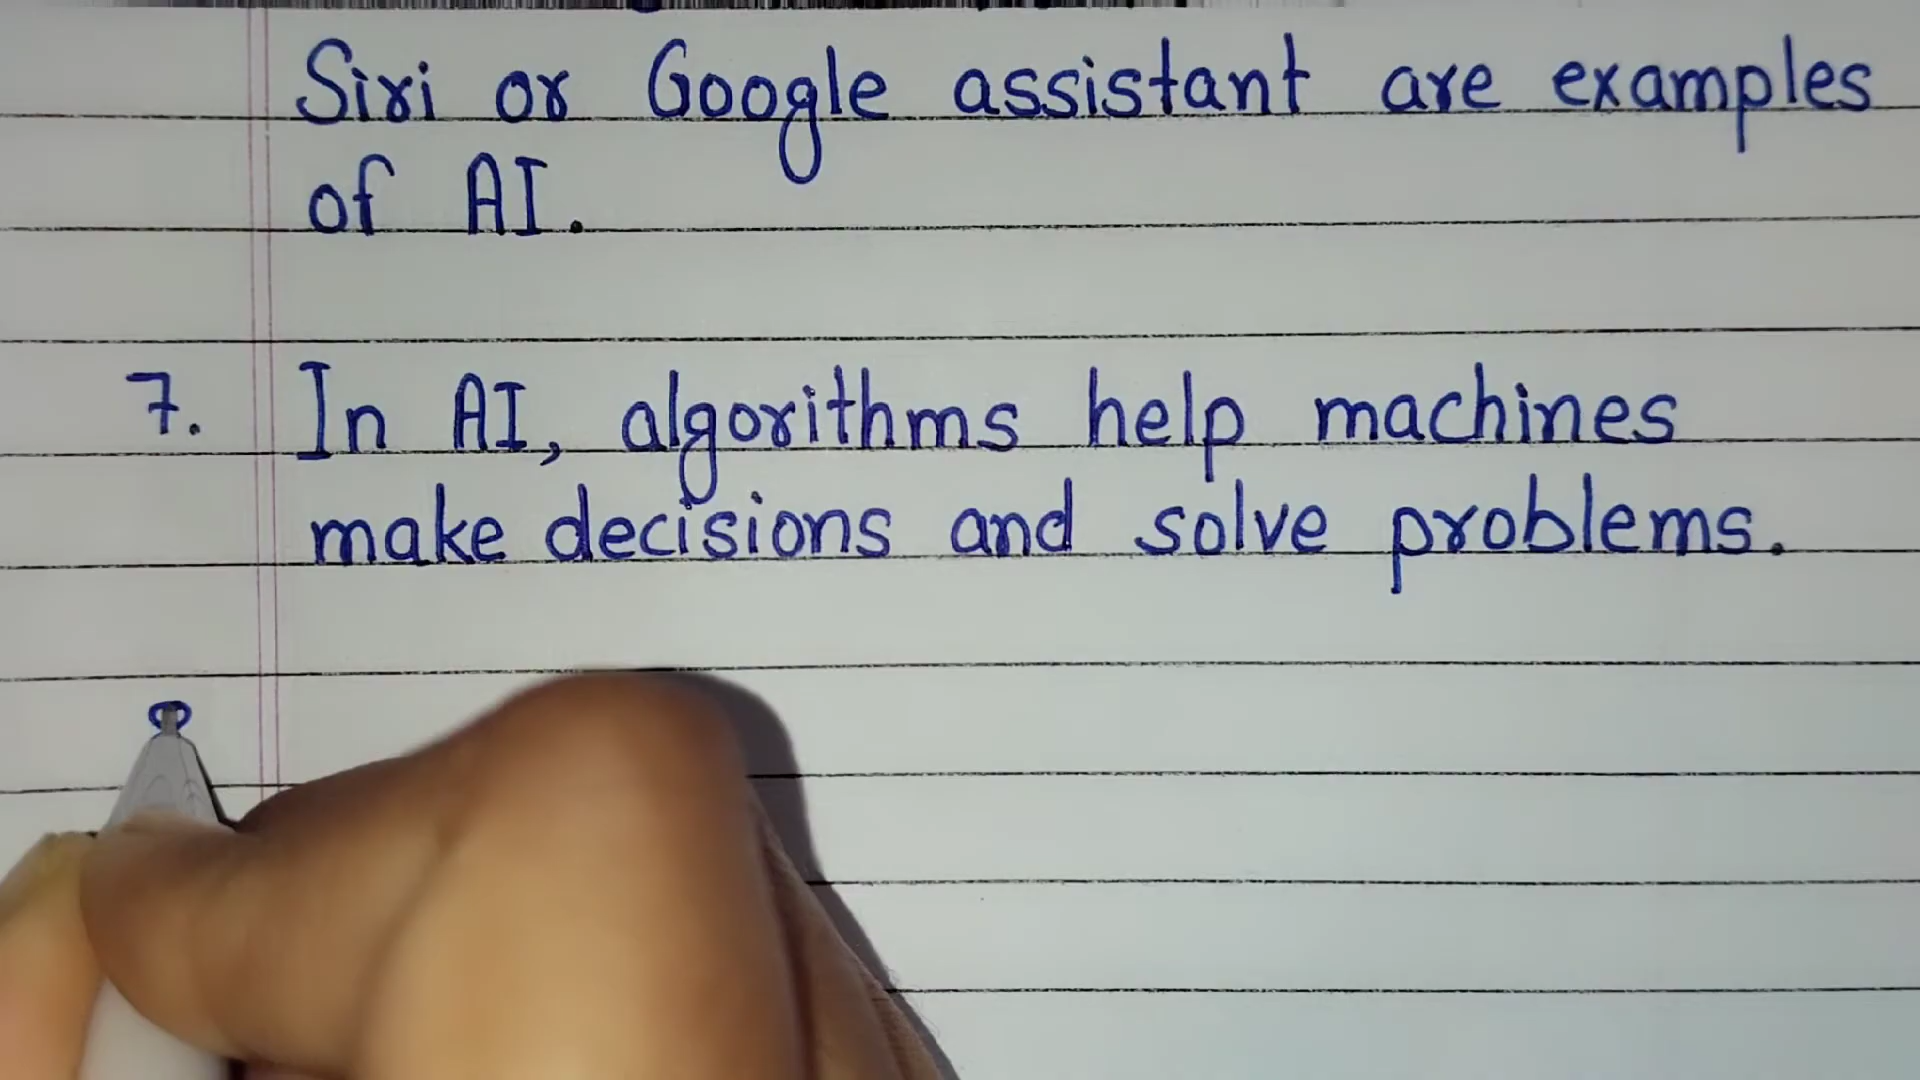 Siri or Google assistant are examples
of AI.
7. In AI, algorithms help machines
make decisions and solve problems.